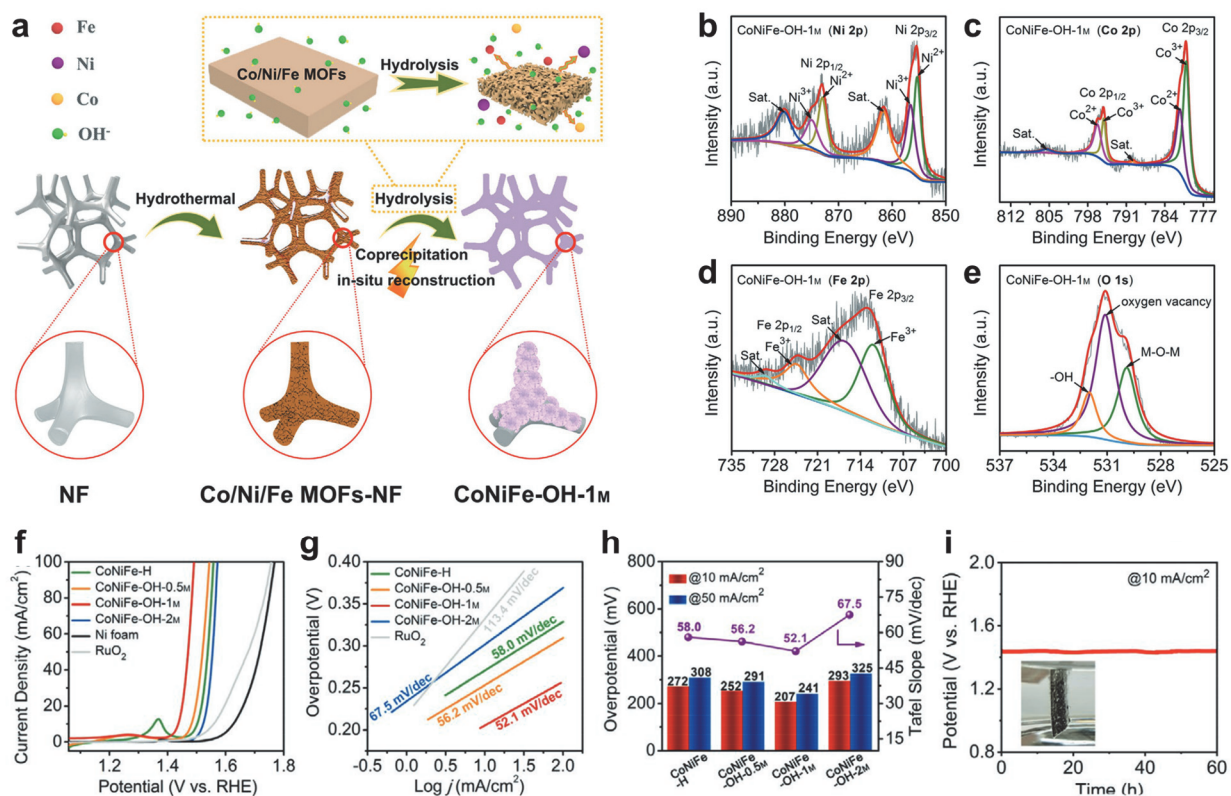 a
Fe
Ni
Co
OH-
Co/Ni/Fe MOFs
Hydrolysis
Hydrothermal
Hydrolysis
Coprecipitation
in-situ reconstruction
NF
Co/Ni/Fe MOFs-NF
CoNiFe-OH-1M
b
CoNiFe-OH-1M (Ni 2p)
Ni 2p3/2
Ni 2p1/2
Ni2+
Ni3+
Sat.
Sat.
Ni3+
Ni2+
Intensity (a.u.)
890 880 870 860 850
Binding Energy (eV)
c
CoNiFe-OH-1M (Co 2p)
Co 2p3/2
Co3+
Co2+
Co 2p1/2
Co2+
Co3+
Sat.
Sat.
Intensity (a.u.)
812 805 798 791 784 777
Binding Energy (eV)
d
CoNiFe-OH-1M (Fe 2p)
Fe 2p3/2
Fe 2p1/2
Sat.
Fe3+
Fe3+
Sat.
Intensity (a.u.)
735 728 721 714 707 700
Binding Energy (eV)
e
CoNiFe-OH-1M (O 1s)
oxygen vacancy
M-O-M
-OH
Intensity (a.u.)
537 534 531 528 525
Binding Energy (eV)
f
CoNiFe-H
CoNiFe-OH-0.5M
CoNiFe-OH-1M
CoNiFe-OH-2M
Ni foam
RuO2
Current Density (mA/cm2)
100
80
60
40
20
0
1.2 1.4 1.6 1.8
Potential (V vs. RHE)
g
CoNiFe-H
CoNiFe-OH-0.5M
CoNiFe-OH-1M
CoNiFe-OH-2M
RuO2
113.4 mV/dec
58.0 mV/dec
67.5 mV/dec
56.2 mV/dec
52.1 mV/dec
Overpotential (V)
0.40
0.35
0.30
0.25
0.20
-0.5 0.0 0.5 1.0 1.5 2.0 2.5
Log j (mA/cm2)
h
@10 mA/cm2
@50 mA/cm2
58.0 56.2 52.1 67.5
272 308 252 291 207 241 293 325
Overpotential (mV)
800
600
400
200
0
Tafel Slope (mV/dec)
90
75
60
45
30
15
CoNiFe
-H
CoNiFe
-OH-0.5M
CoNiFe
-OH-1M
CoNiFe
-OH-2M
i
@10 mA/cm2
Potential (V vs. RHE)
2.0
1.6
1.2
0.8
0 20 40 60
Time (h)